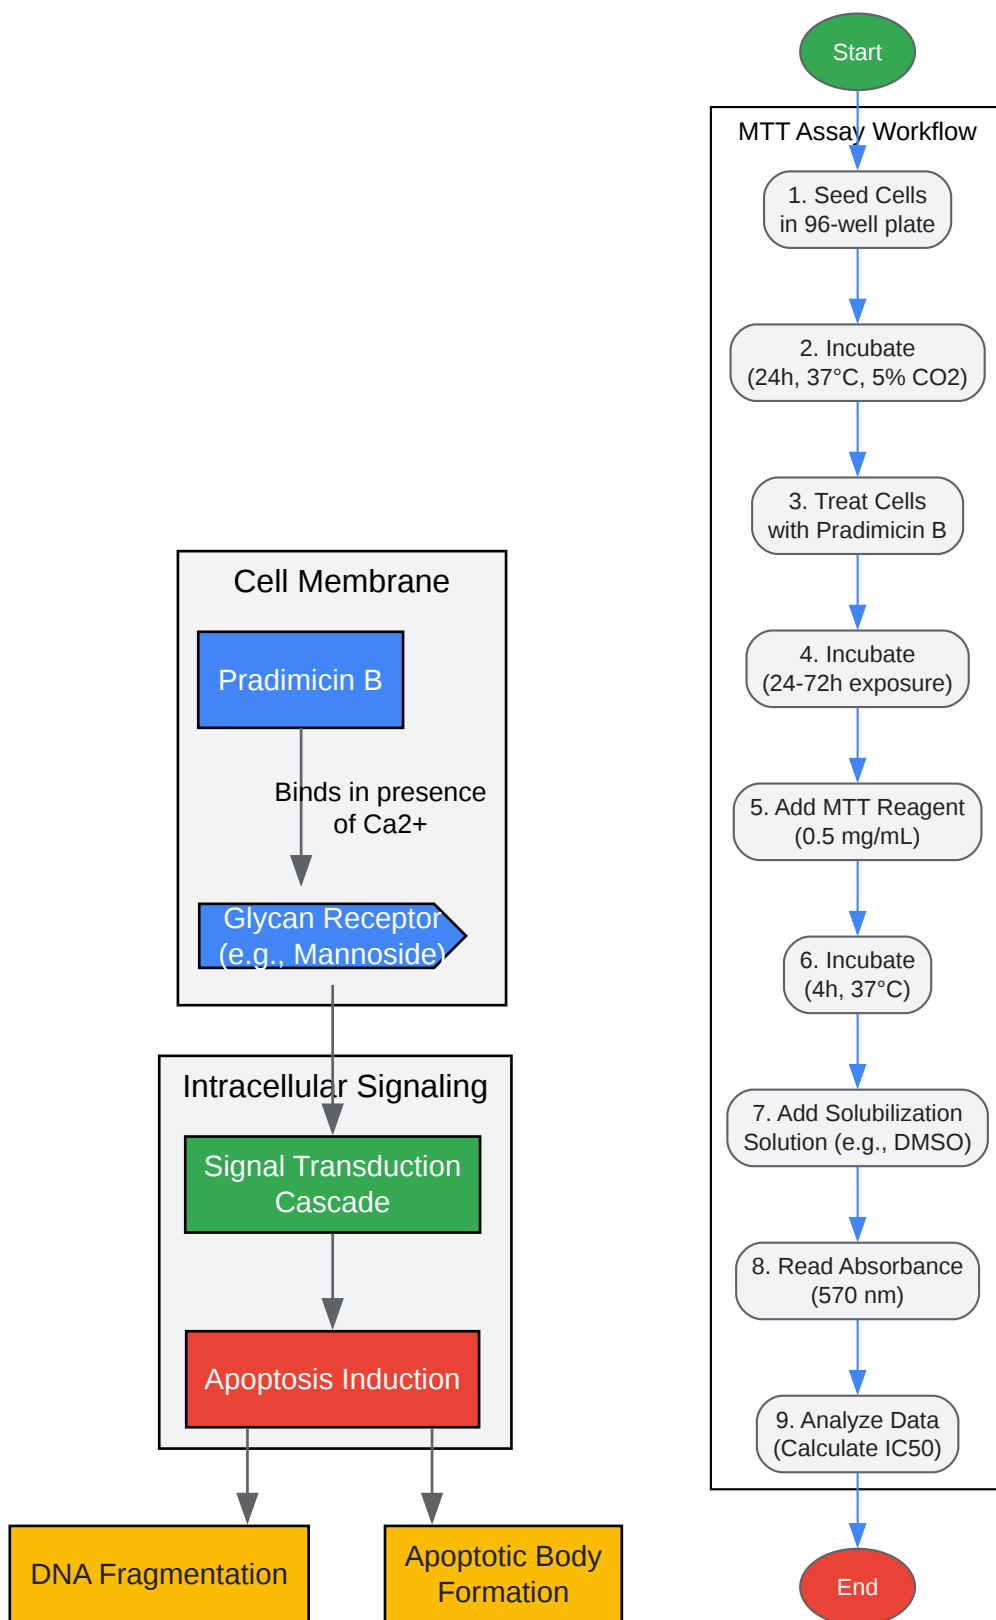 Cell Membrane
Pradimicin B
Binds in presence
of Ca2+
Glycan Receptor
(e.g., Mannoside)
Intracellular Signaling
Signal Transduction
Cascade
Apoptosis Induction
DNA Fragmentation
Apoptotic Body
Formation
Start
MTT Assay Workflow
1. Seed Cells
in 96-well plate
2. Incubate
(24h, 37°C, 5% CO2)
3. Treat Cells
with Pradimicin B
4. Incubate
(24-72h exposure)
5. Add MTT Reagent
(0.5 mg/mL)
6. Incubate
(4h, 37°C)
7. Add Solubilization
Solution (e.g., DMSO)
8. Read Absorbance
(570 nm)
9. Analyze Data
(Calculate IC50)
End